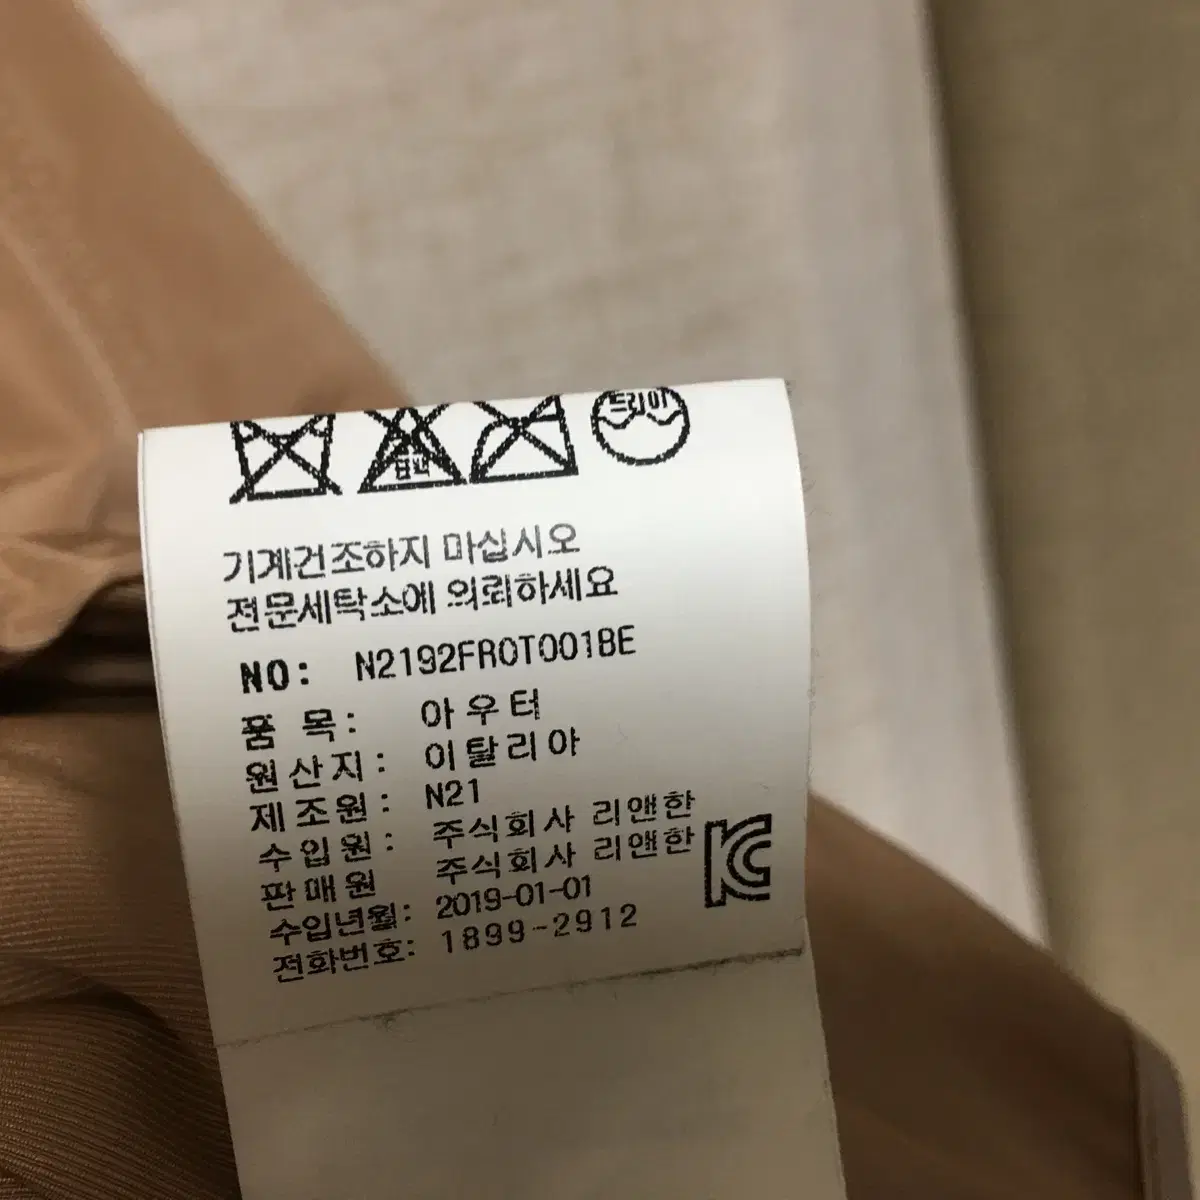 드라이
염백
기계건조하지 마십시오
전문세탁소에 의뢰하세요
NO: N2192FROT001BE
품 목: 아우터
원산지: 이탈리아
제조원: N21
수입원: 주식회사 리앤한
판매원 주식회사 리앤한
수입년월: 2019-01-01
전화번호: 1899-2912
KC